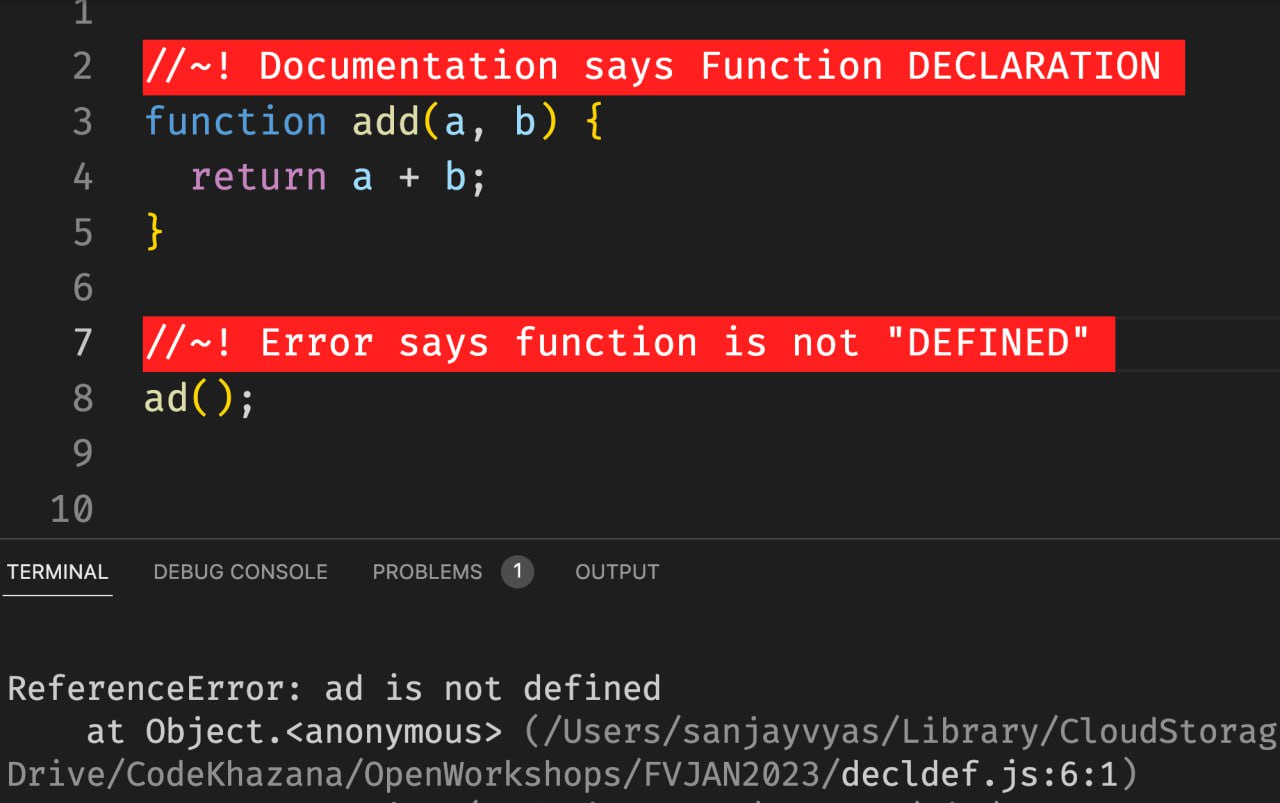 1
2 //~! Documentation says Function DECLARATION
3 function add(a, b) {
4   return a + b;
5 }
6
7 //~! Error says function is not "DEFINED"
8 ad();
9
10
TERMINAL DEBUG CONSOLE PROBLEMS 1 OUTPUT
ReferenceError: ad is not defined
    at Object.<anonymous> (/Users/sanjayvyas/Library/CloudStorag
Drive/CodeKhazana/OpenWorkshops/FVJAN2023/decldef.js:6:1)